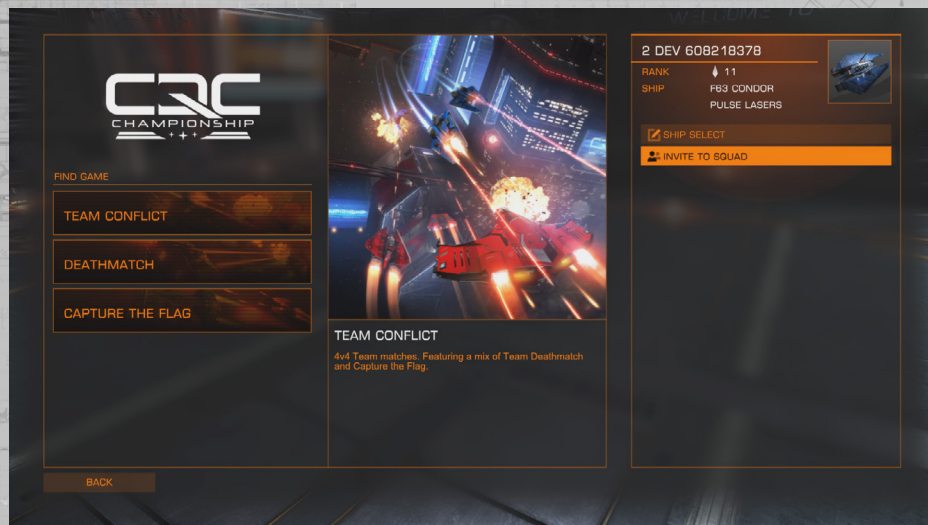 WELCOME TO
CQC
CHAMPIONSHIP
FIND GAME
TEAM CONFLICT
DEATHMATCH
CAPTURE THE FLAG
TEAM CONFLICT
4v4 Team matches. Featuring a mix of Team Deathmatch
and Capture the Flag.
2 DEV 608218378
RANK 11
SHIP F63 CONDOR
PULSE LASERS
SHIP SELECT
INVITE TO SQUAD
BACK